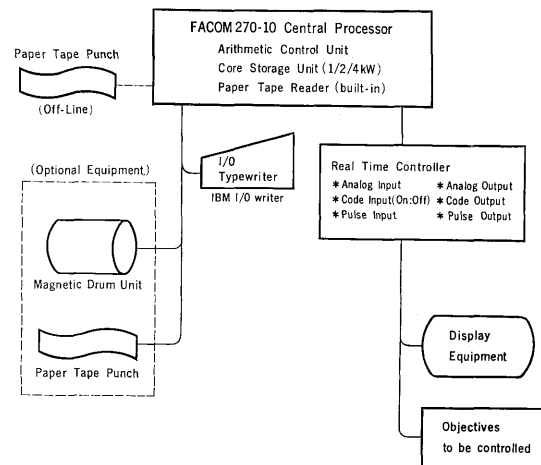 FACOM 270-10 Central Processor
Arithmetic Control Unit
Core Storage Unit (1/2/4kW)
Paper Tape Reader (built-in)
Paper Tape Punch
(Off-Line)
(Optional Equipment,)
I/O
Typewriter
IBM I/O writer
Real Time Controller
* Analog Input * Analog Output
* Code Input(On:Off) * Code Output
* Pulse Input * Pulse Output
Magnetic Drum Unit
Paper Tape Punch
Display
Equipment
Objectives
to be controlled